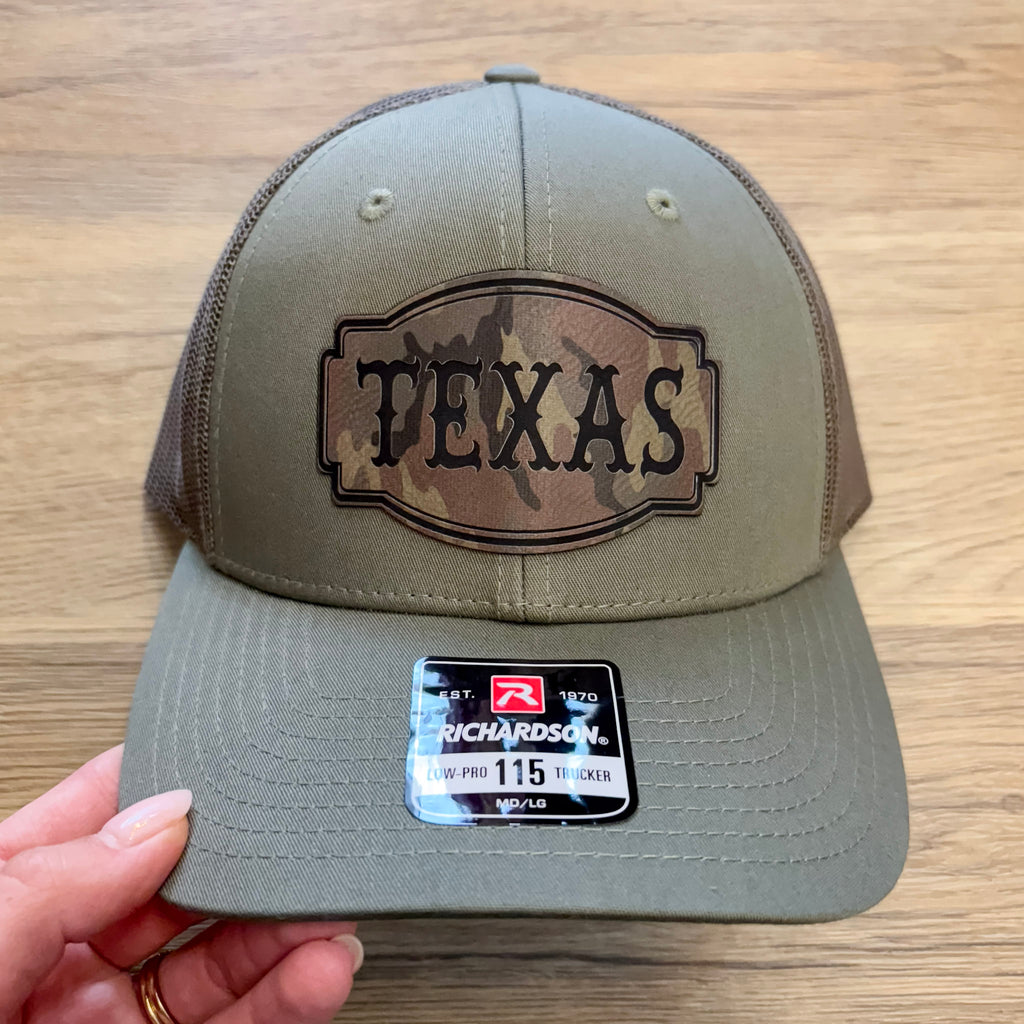 TEXAS
EST. R 1970
RICHARDSON®
LOW-PRO 115 TRUCKER
MD/LG